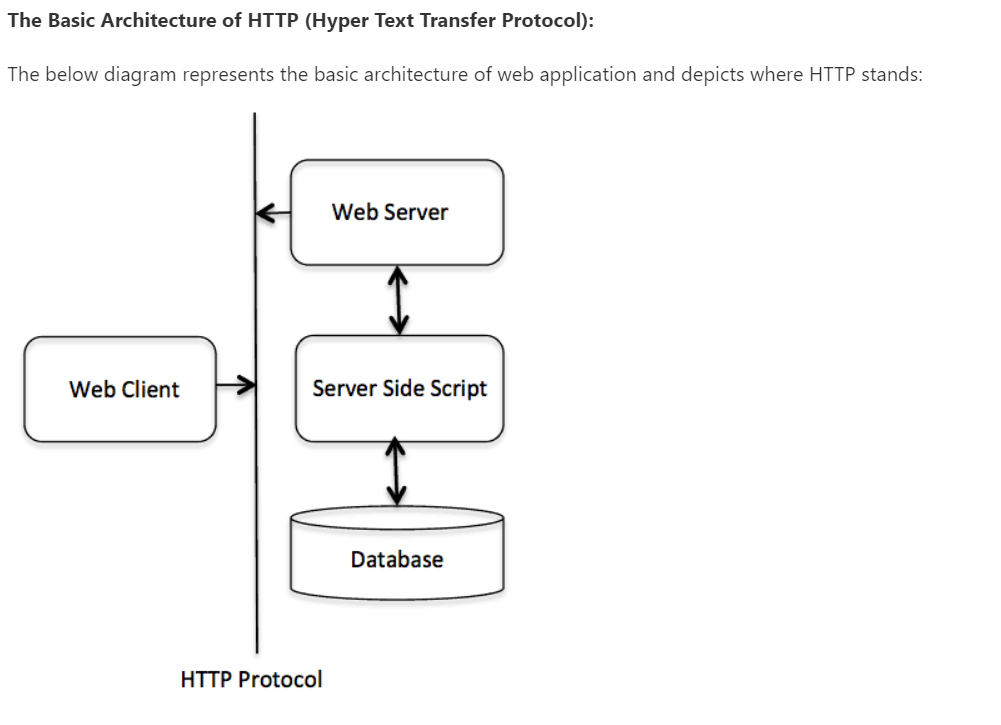 The Basic Architecture of HTTP (Hyper Text Transfer Protocol):
The below diagram represents the basic architecture of web application and depicts where HTTP stands:
Web Server
Web Client
Server Side Script
Database
HTTP Protocol